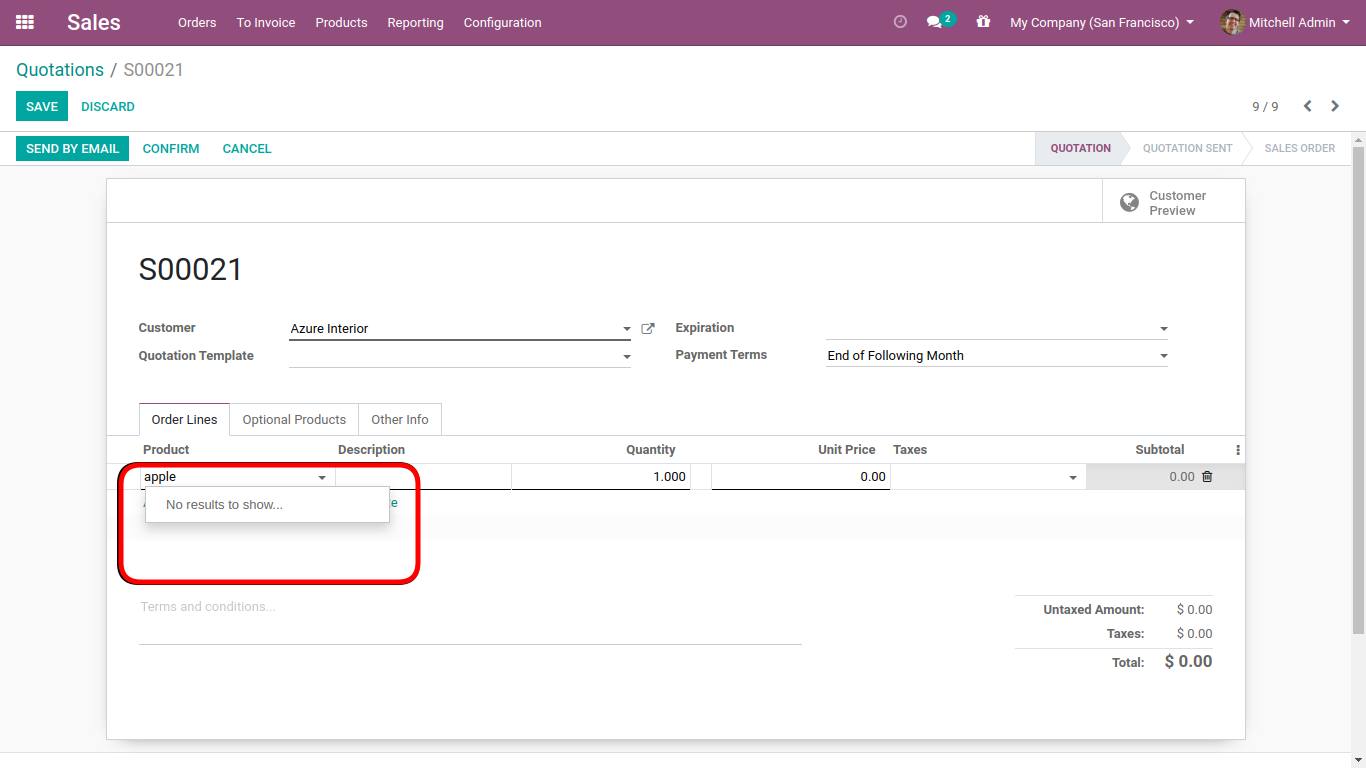 Sales Orders To Invoice Products Reporting Configuration 2 My Company (San Francisco) Mitchell Admin
Quotations / S00021
SAVE DISCARD 9 / 9
SEND BY EMAIL CONFIRM CANCEL QUOTATION QUOTATION SENT SALES ORDER
Customer
Preview
S00021
Customer Azure Interior Expiration
Quotation Template Payment Terms End of Following Month
Order Lines Optional Products Other Info
Product Description Quantity Unit Price Taxes Subtotal
apple 1.000 0.00 0.00
No results to show...
Terms and conditions...
Untaxed Amount: $ 0.00
Taxes: $ 0.00
Total: $ 0.00